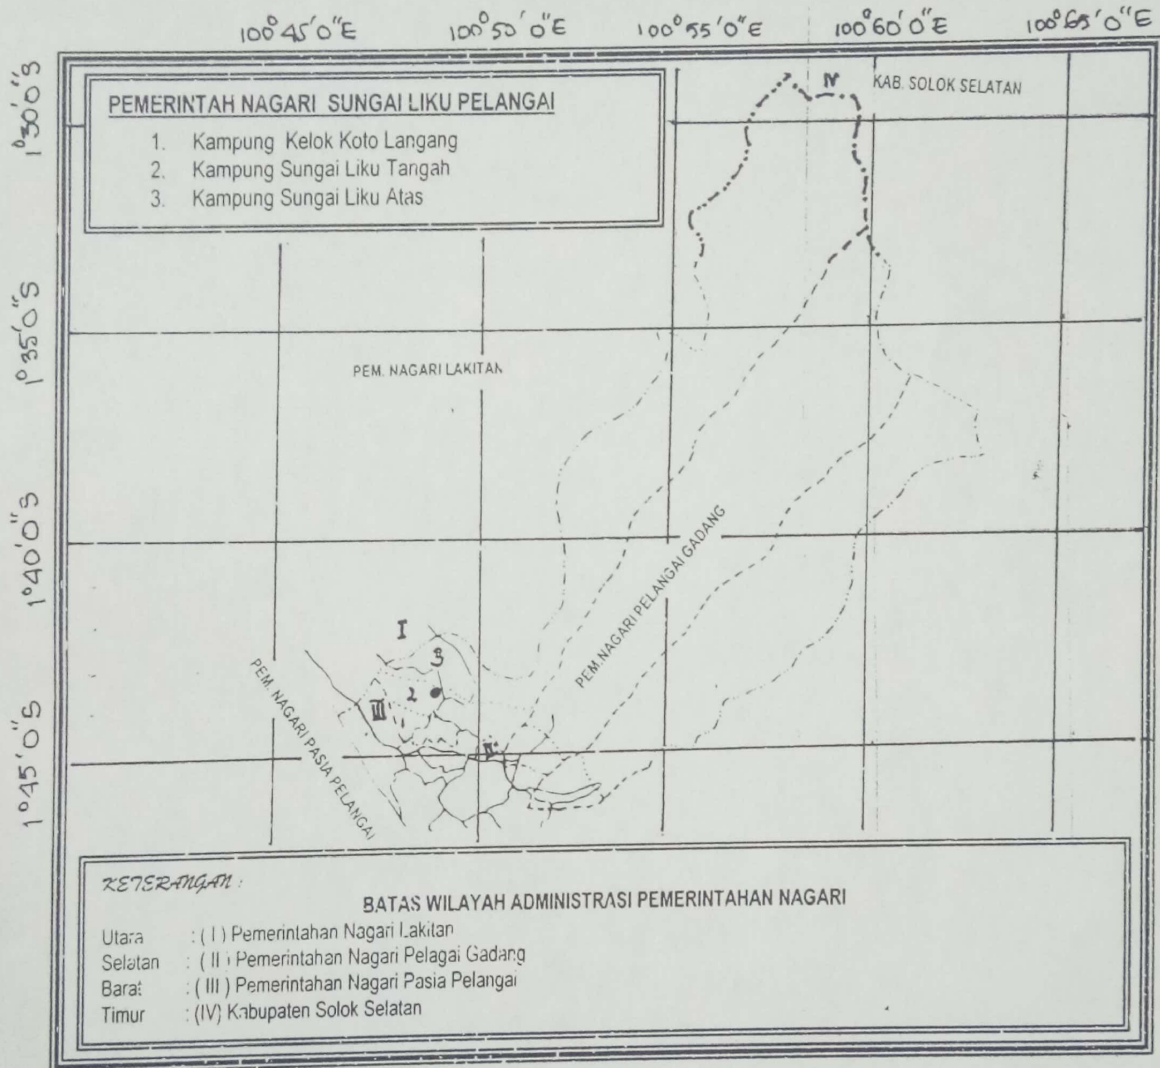 100°45'0"E 100°50'0"E 100°55'0"E 100°60'0"E 100°65'0"E
1°30'0"S
1°35'0"S
1°40'0"S
1°45'0"S
PEMERINTAH NAGARI SUNGAI LIKU PELANGAI
1. Kampung Kelok Koto Langang
2. Kampung Sungai Liku Tangah
3. Kampung Sungai Liku Atas
IV
KAB. SOLOK SELATAN
PEM. NAGARI LAKITAN
PEM.NAGARI PELANGAI GADANG
I
3
2
III
II
PEM. NAGARI PASIA PELANGAI
KETERANGAN :
BATAS WILAYAH ADMINISTRASI PEMERINTAHAN NAGARI
Utara : ( I ) Pemerintahan Nagari Lakitan
Selatan : ( II ) Pemerintahan Nagari Pelagai Gadang
Barat : ( III ) Pemerintahan Nagari Pasia Pelangai
Timur : (IV) Kabupaten Solok Selatan